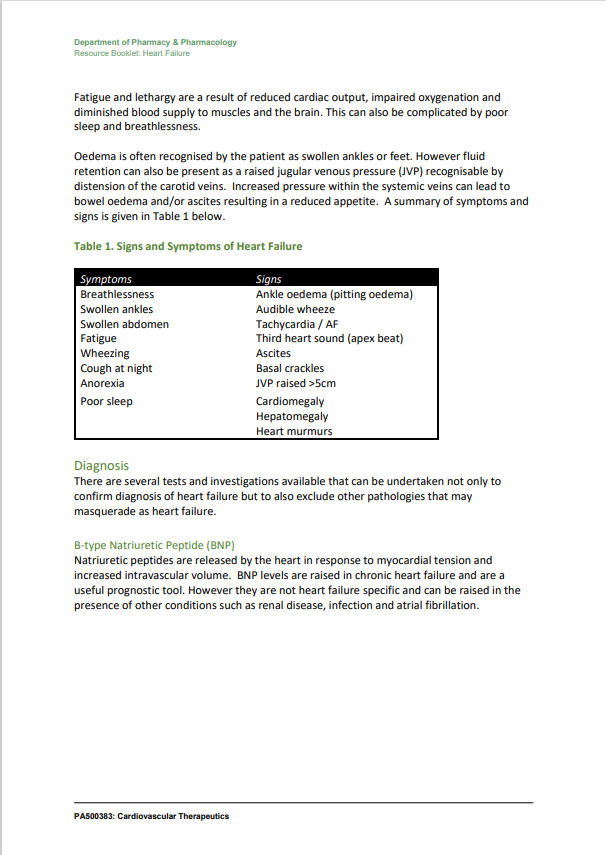 Department of Pharmacy & Pharmacology
Resource Booklet: Heart Failure
Fatigue and lethargy are a result of reduced cardiac output, impaired oxygenation and
diminished blood supply to muscles and the brain. This can also be complicated by poor
sleep and breathlessness.
Oedema is often recognised by the patient as swollen ankles or feet. However fluid
retention can also be present as a raised jugular venous pressure (JVP) recognisable by
distension of the carotid veins.  Increased pressure within the systemic veins can lead to
bowel oedema and/or ascites resulting in a reduced appetite.  A summary of symptoms and
signs is given in Table 1 below.
Table 1. Signs and Symptoms of Heart Failure
Symptoms Signs
Breathlessness Ankle oedema (pitting oedema)
Swollen ankles Audible wheeze
Swollen abdomen Tachycardia / AF
Fatigue Third heart sound (apex beat)
Wheezing Ascites
Cough at night Basal crackles
Anorexia JVP raised >5cm
Poor sleep Cardiomegaly
Hepatomegaly
Heart murmurs
Diagnosis
There are several tests and investigations available that can be undertaken not only to
confirm diagnosis of heart failure but to also exclude other pathologies that may
masquerade as heart failure.
B-type Natriuretic Peptide (BNP)
Natriuretic peptides are released by the heart in response to myocardial tension and
increased intravascular volume.  BNP levels are raised in chronic heart failure and are a
useful prognostic tool. However they are not heart failure specific and can be raised in the
presence of other conditions such as renal disease, infection and atrial fibrillation.
PA500383: Cardiovascular Therapeutics